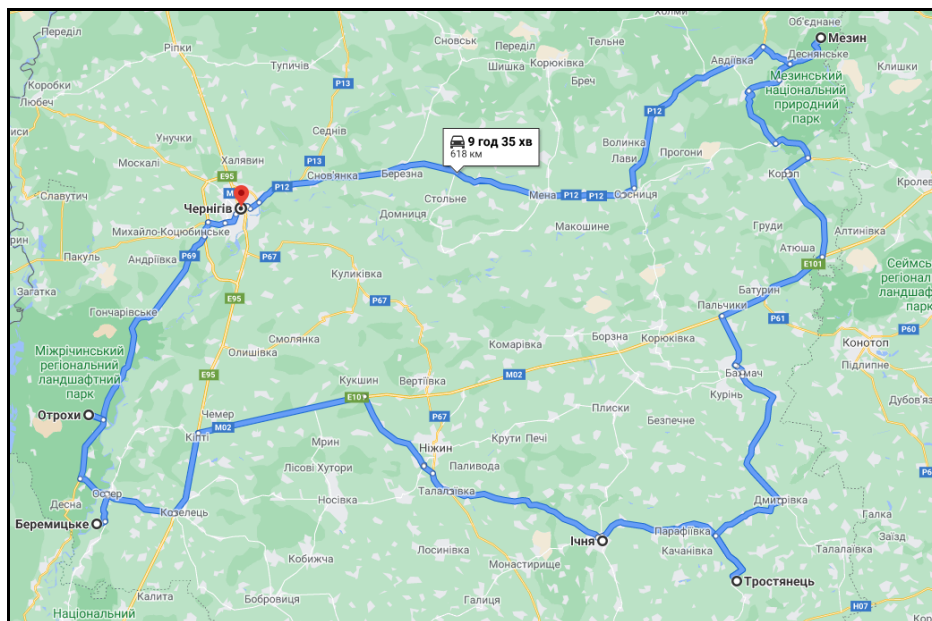 Холми
Об'єднане
Мезин
Переділ
Ріпки
Сновськ
Переділ
Тельне
Авдіївка
Деснянське
Тупичів
Шишка
Корюківка
Клишки
Коробки
P13
Бреч
Мезинський
національний
природний
парк
Любеч
Седнів
9 год 35 хв
618 км
P12
Унучки
Волинка
Москалі
Халявин
P13
Лави
Прогони
E95
Снов'янка
Березна
Короп
Кролев
Славутич
P12
Стольне
Мена
P12
P12
Сосниця
Чернігів
Домниця
Михайло-Коцюбинське
Макошине
Груди
Алтинівка
Пакуль
Андріївка
P69
P67
Атюша
E101
Сеймс
регіональ
ландшафт
парк
Загатка
Куликівка
Батурин
E95
P67
Пальчики
Гончарівське
P61
P60
Смолянка
Борзна
Корюківка
Конотоп
Міжрічинський
регіональний
ландшафтний
парк
Олишівка
Комарівка
Підлипне
E95
Кукшин
Вертіївка
M02
Бахмач
E10
Курінь
Дубов'яз
Отрохи
Чемер
P67
Плиски
Безпечне
Кіпті
M02
Мрин
Ніжин
Крути
Печі
Лісові Хутори
Паливода
Десна
Остер
Носівка
Талалаївка
Дмитрівка
Козелець
Галка
Беремицьке
Ічня
Парафіївка
Заїзд
Лосинівка
Качанівка
Талалаївка
Кобижча
Монастирище
Тростянець
Калита
Бобровиця
Галиця
Національний
H07